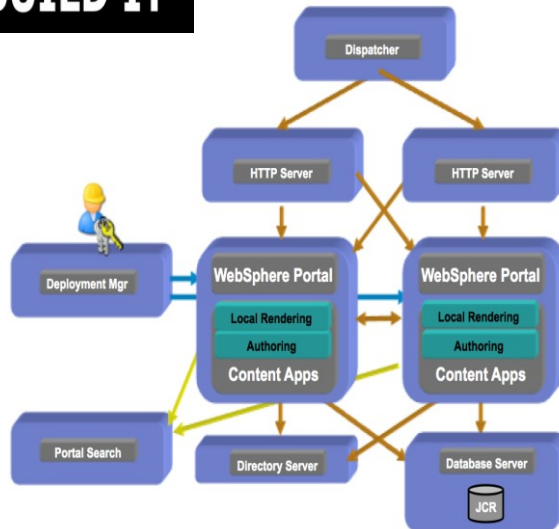 BUILD IT
Dispatcher
HTTP Server
HTTP Server
Deployment Mgr
WebSphere Portal
Local Rendering
Authoring
Content Apps
WebSphere Portal
Local Rendering
Authoring
Content Apps
Portal Search
Directory Server
Database Server
JCR